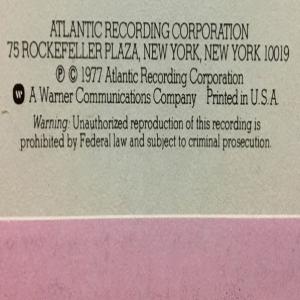 ATLANTIC RECORDING CORPORATION
75 ROCKEFELLER PLAZA, NEW YORK, NEW YORK 10019
Ⓟ © 1977 Atlantic Recording Corporation
W A Warner Communications Company Printed in U.S.A.
Warning: Unauthorized reproduction of this recording is
prohibited by Federal law and subject to criminal prosecution.